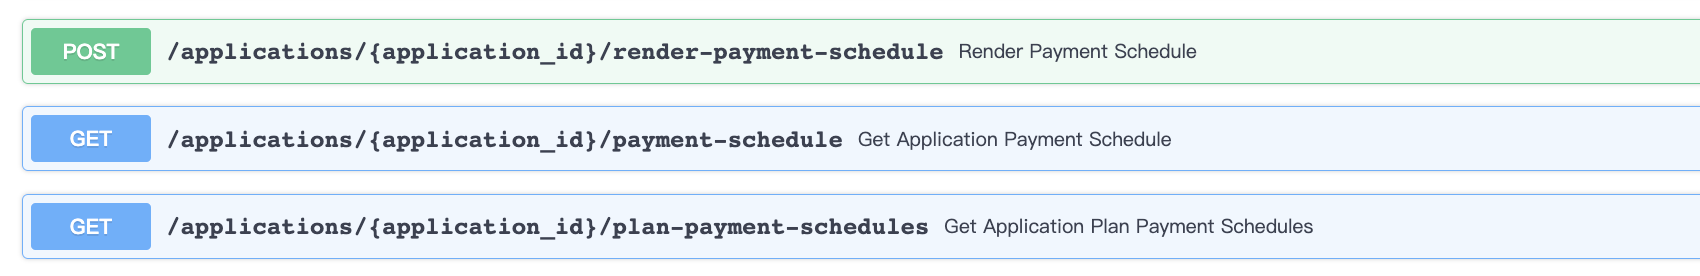 POST /applications/{application_id}/render-payment-schedule Render Payment Schedule
GET /applications/{application_id}/payment-schedule Get Application Payment Schedule
GET /applications/{application_id}/plan-payment-schedules Get Application Plan Payment Schedules